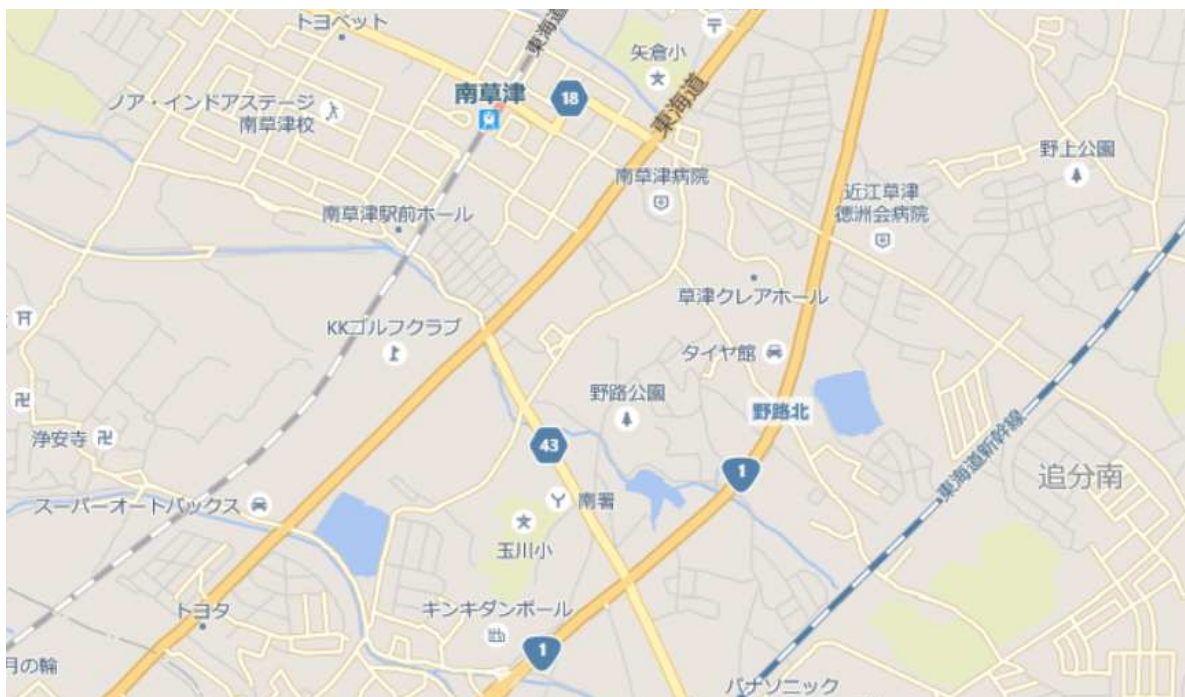 トヨペット
東海道
矢倉小
南草津
18
東海道
ノア・インドアステージ
南草津校
野上公園
南草津病院
近江草津
徳洲会病院
南草津駅前ホール
草津クレアホール
KKゴルフクラブ
タイヤ館
野路公園
野路北
浄安寺
43
1
東海道新幹線
追分南
スーパーオートバックス
南署
玉川小
トヨタ
キンキダンボール
1
月の輪
パナソニック